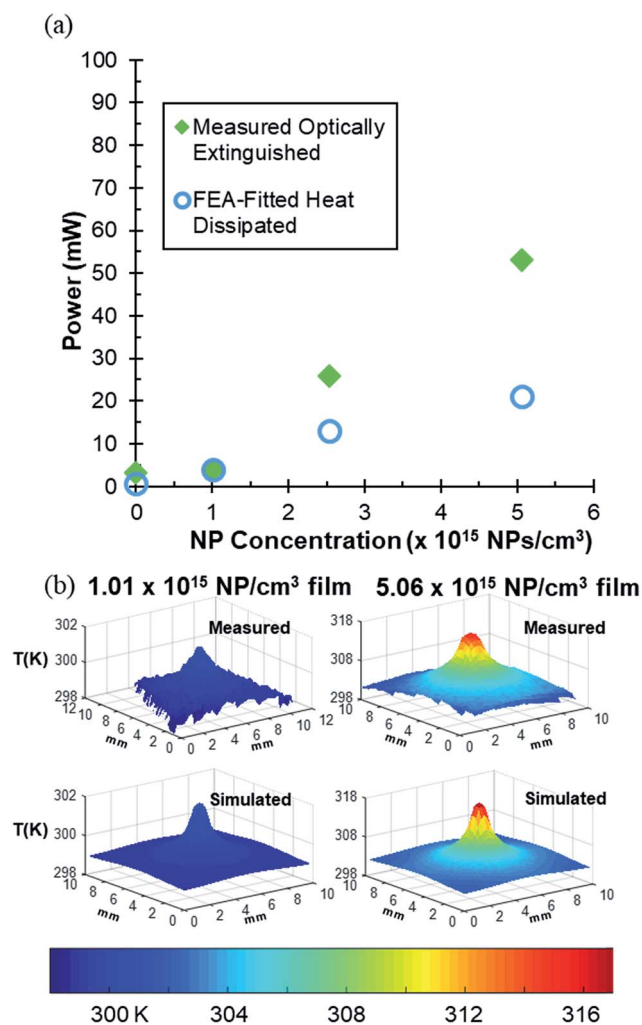 (a)
100
90
80
70
60
50
40
30
20
10
0
Power (mW)
Measured Optically
Extinguished
FEA-Fitted Heat
Dissipated
0 1 2 3 4 5 6
NP Concentration (x 10¹⁵ NPs/cm³)
(b) 1.01 x 10¹⁵ NP/cm³ film 5.06 x 10¹⁵ NP/cm³ film
Measured
T(K)
302
300
298
12 10 8 6 4 2 0
mm
0 2 4 6 8 10 12
mm
Measured
318
308
298
10 8 6 4 2 0
mm
0 2 4 6 8 10
mm
Simulated
T(K)
302
300
298
10 8 6 4 2 0
mm
0 2 4 6 8 10
mm
Simulated
318
308
298
10 8 6 4 2 0
mm
0 2 4 6 8 10
mm
300 K 304 308 312 316